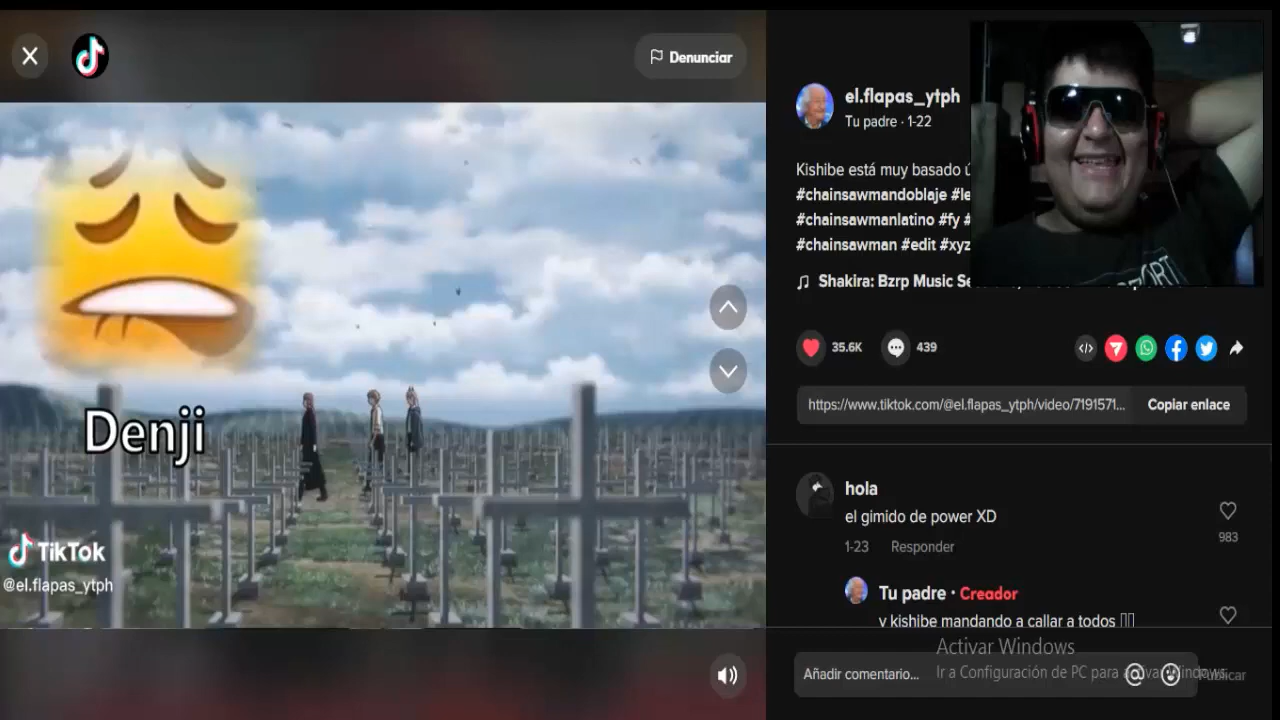 Denunciar
el.flapas_ytph
Tu padre · 1-22
Kishibe está muy basado
#chainsawmandoblaje
#chainsawmanlatino #fy
#chainsawman #edit #xyz
Shakira: Bzrp Music
35.6K
439
https://www.tiktok.com/@el.flapas_ytph/video/7191571...
Copiar enlace
Denji
TikTok
@el.flapas_ytph
hola
el gimido de power XD
983
1-23 Responder
Tu padre · Creador
y kishibe mandando a callar a todos
Activar Windows
Ir a Configuración de PC para activar Windows.
Añadir comentario...
Publicar